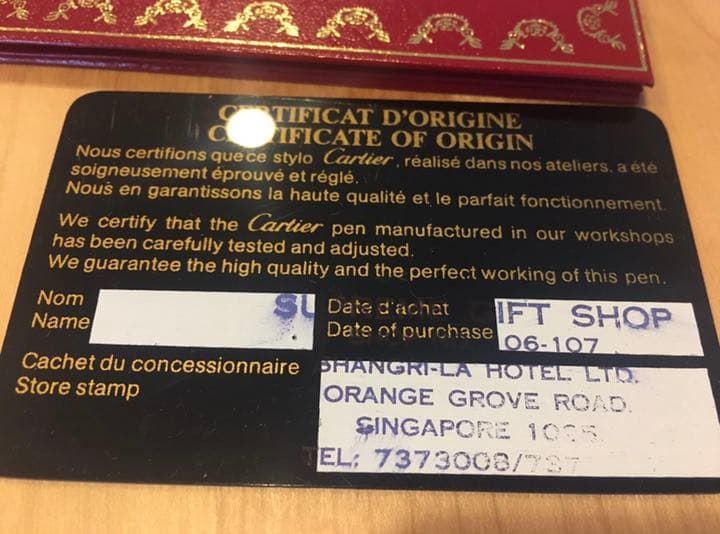 CERTIFICAT D'ORIGINE
CERTIFICATE OF ORIGIN
Nous certifions que ce stylo Cartier, réalisé dans nos ateliers, a été
soigneusement éprouvé et réglé.
Nous en garantissons la haute qualité et le parfait fonctionnement.
We certify that the Cartier pen manufactured in our workshops
has been carefully tested and adjusted.
We guarantee the high quality and the perfect working of this pen.
Nom
Name
Date d'achat
Date of purchase
IFT SHOP
06-107
Cachet du concessionnaire
Store stamp
SHANGRI-LA HOTEL LTD.
ORANGE GROVE ROAD.
SINGAPORE
TEL: 7373008/737